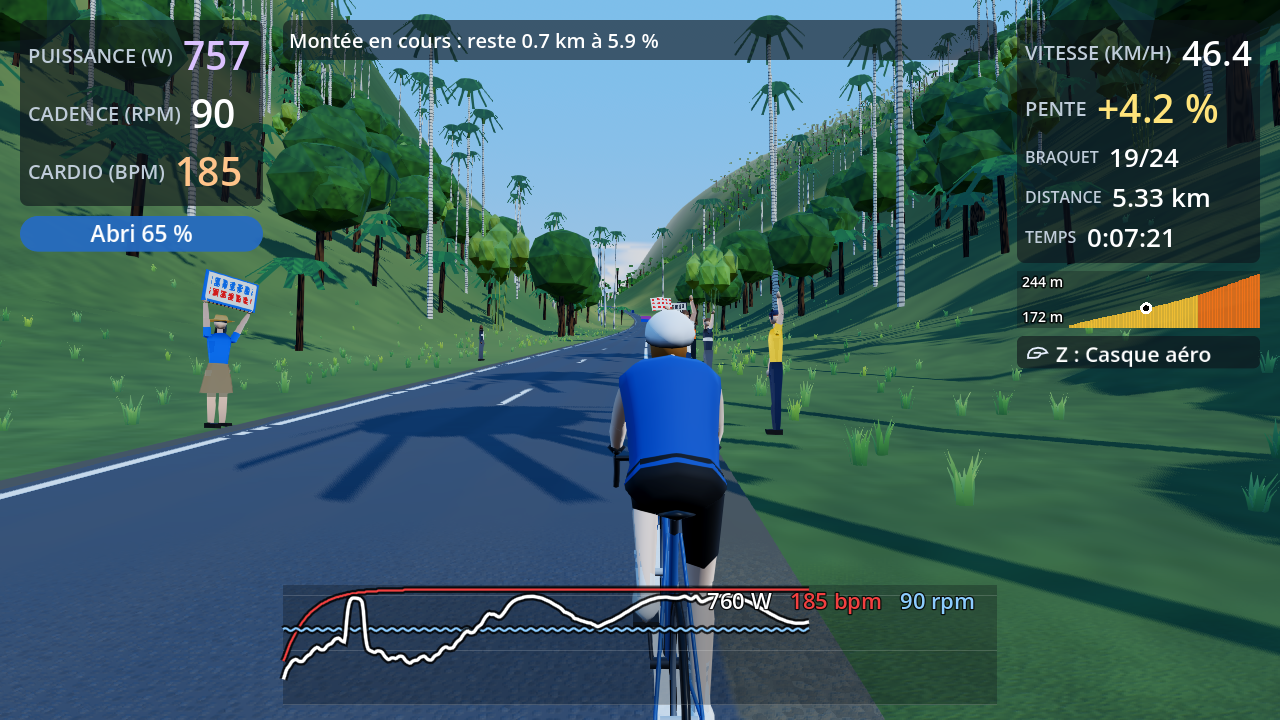 PUISSANCE (W) 757
CADENCE (RPM) 90
CARDIO (BPM) 185
Abri 65 %
Montée en cours : reste 0.7 km à 5.9 %
VITESSE (KM/H) 46.4
PENTE +4.2 %
BRAQUET 19/24
DISTANCE 5.33 km
TEMPS 0:07:21
244 m
172 m
Z : Casque aéro
760 W 185 bpm 90 rpm